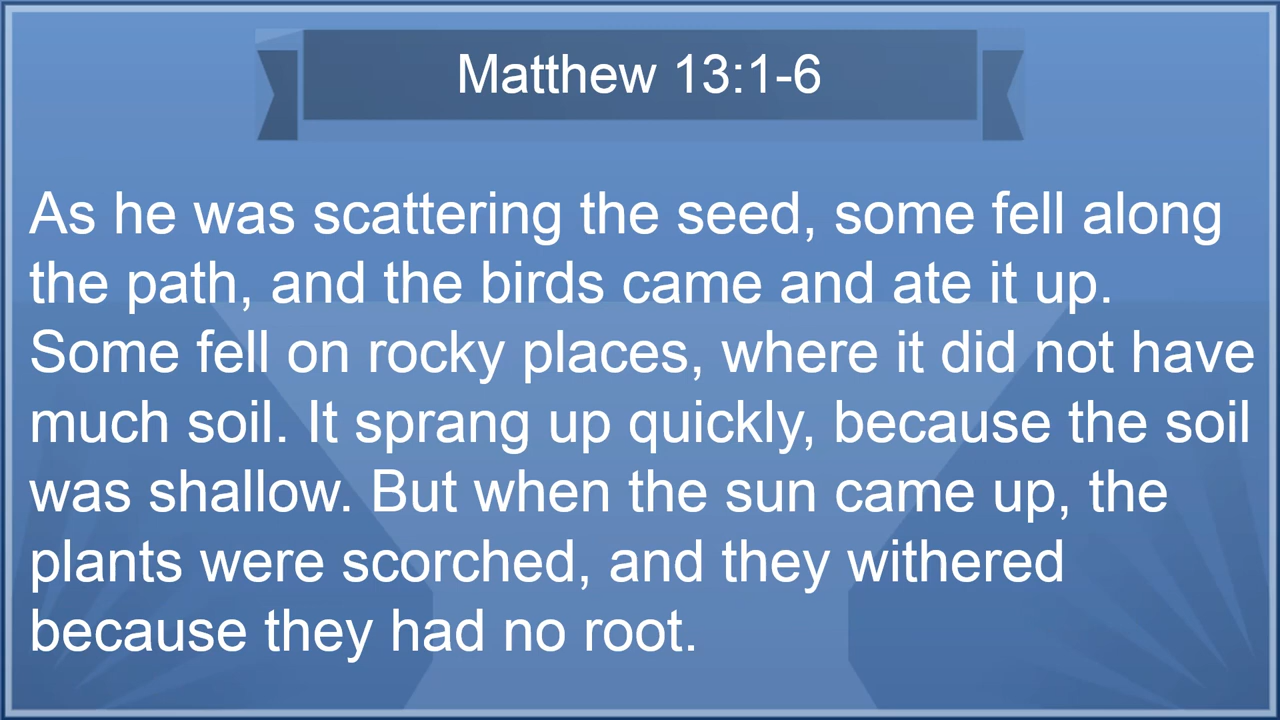 Matthew 13:1-6
As he was scattering the seed, some fell along
the path, and the birds came and ate it up.
Some fell on rocky places, where it did not have
much soil. It sprang up quickly, because the soil
was shallow. But when the sun came up, the
plants were scorched, and they withered
because they had no root.